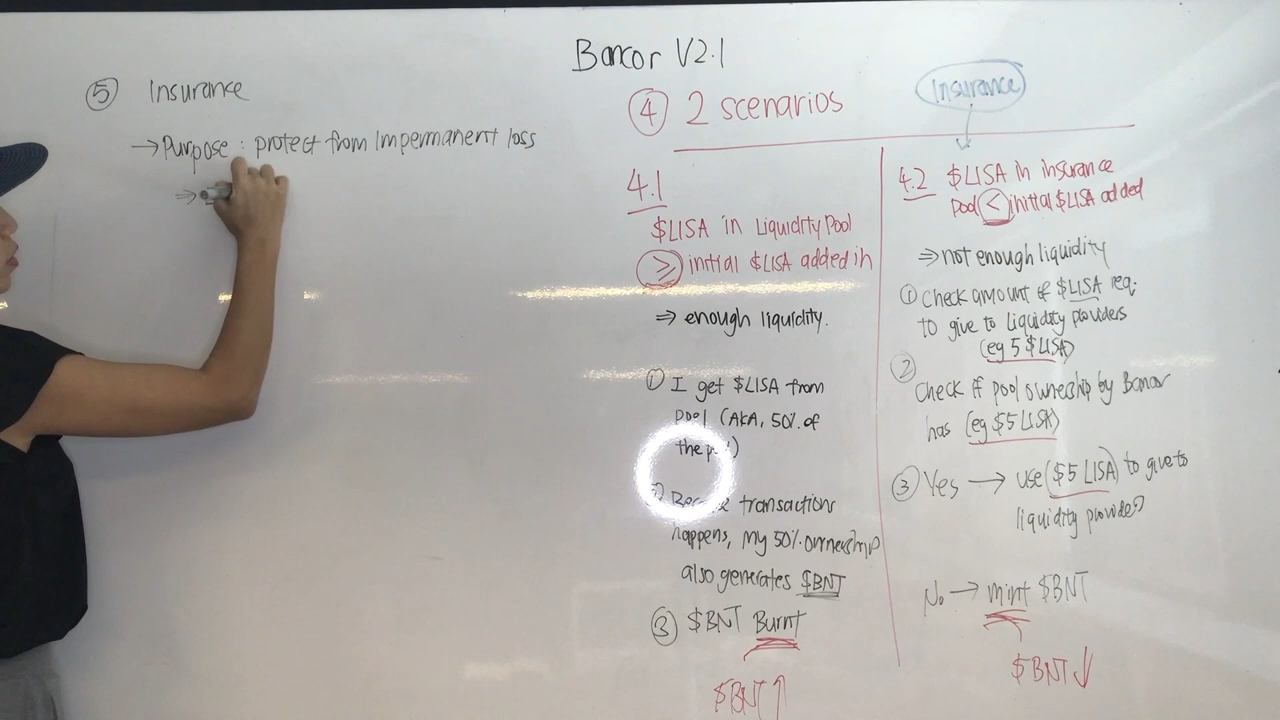 Bancor V2.1
⑤ Insurance
→ Purpose : protect from Impermanent loss
⇒
④ 2 scenarios
4.1
$LISA in Liquidity Pool
≥ initial $LISA added in
⇒ enough liquidity.
① I get $LISA from
pool (AKA, 50% of
the
transactions
happens, My 50% ownership
also generates $BNT
③ $BNT Burnt
$BNT ↑
Insurance
4.2 $LISA in insurance
pool < initial $LISA added
⇒ not enough liquidity
① Check amount of $LISA req.
to give to liquidity providers
(eg 5 $LISA)
②
Check if pool ownership by Bancor
has (eg $5 LISA)
③ Yes → use ($5 LISA) to give to
liquidity provider
No → mint $BNT
$BNT ↓